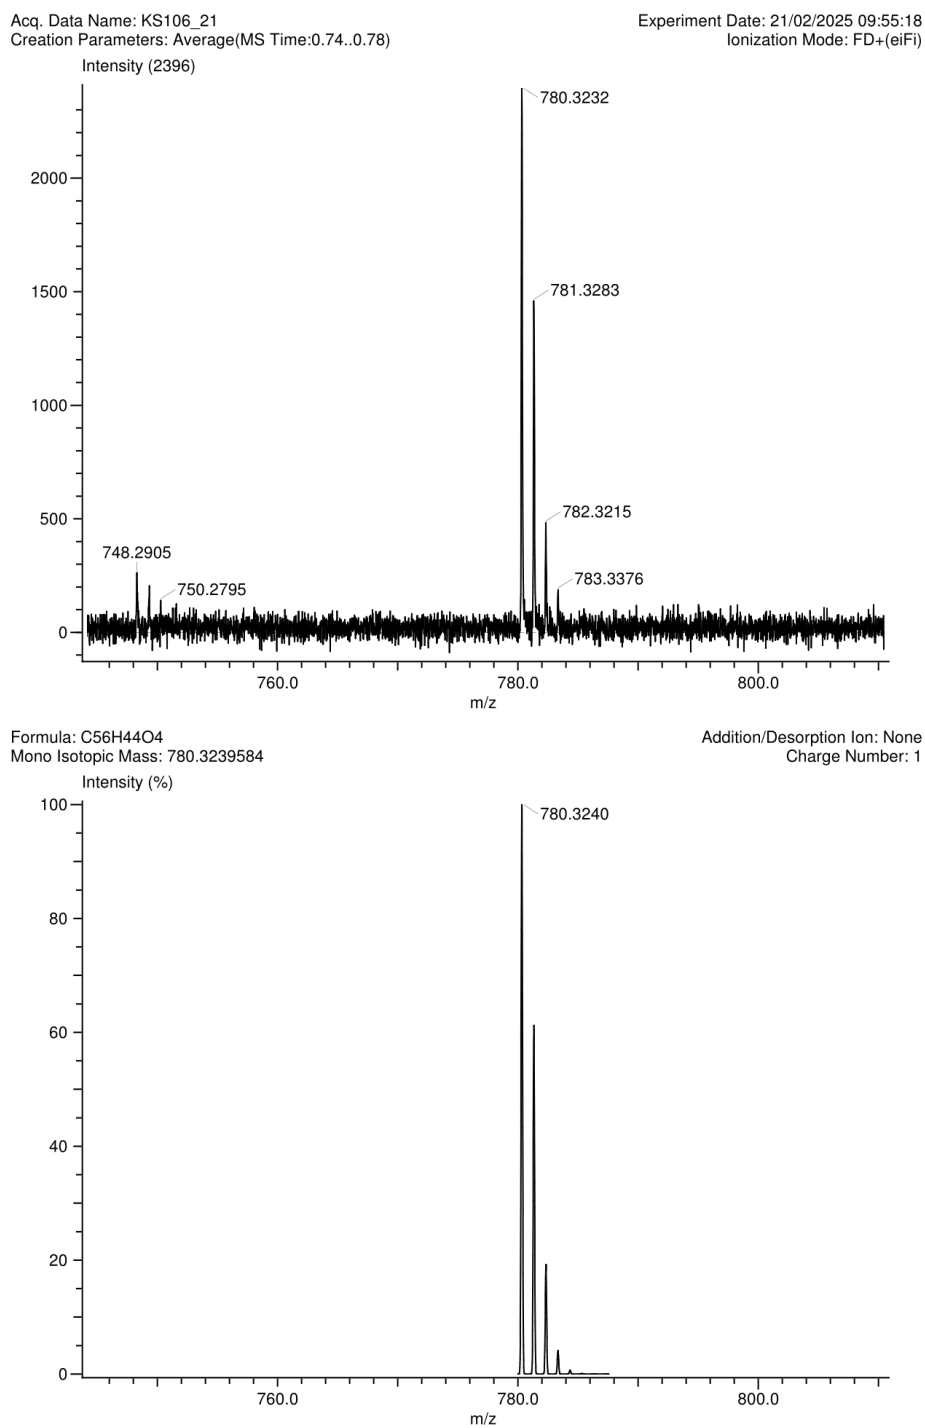 Acq. Data Name: KS106_21
Experiment Date: 21/02/2025 09:55:18
Creation Parameters: Average(MS Time:0.74..0.78)
Ionization Mode: FD+(eiFi)
Intensity (2396)
780.3232
2000
1500
781.3283
1000
500
782.3215
748.2905
783.3376
750.2795
0
760.0
780.0
800.0
m/z
Formula: C56H44O4
Addition/Desorption Ion: None
Mono Isotopic Mass: 780.3239584
Charge Number: 1
Intensity (%)
100
780.3240
80
60
40
20
0
760.0
780.0
800.0
m/z